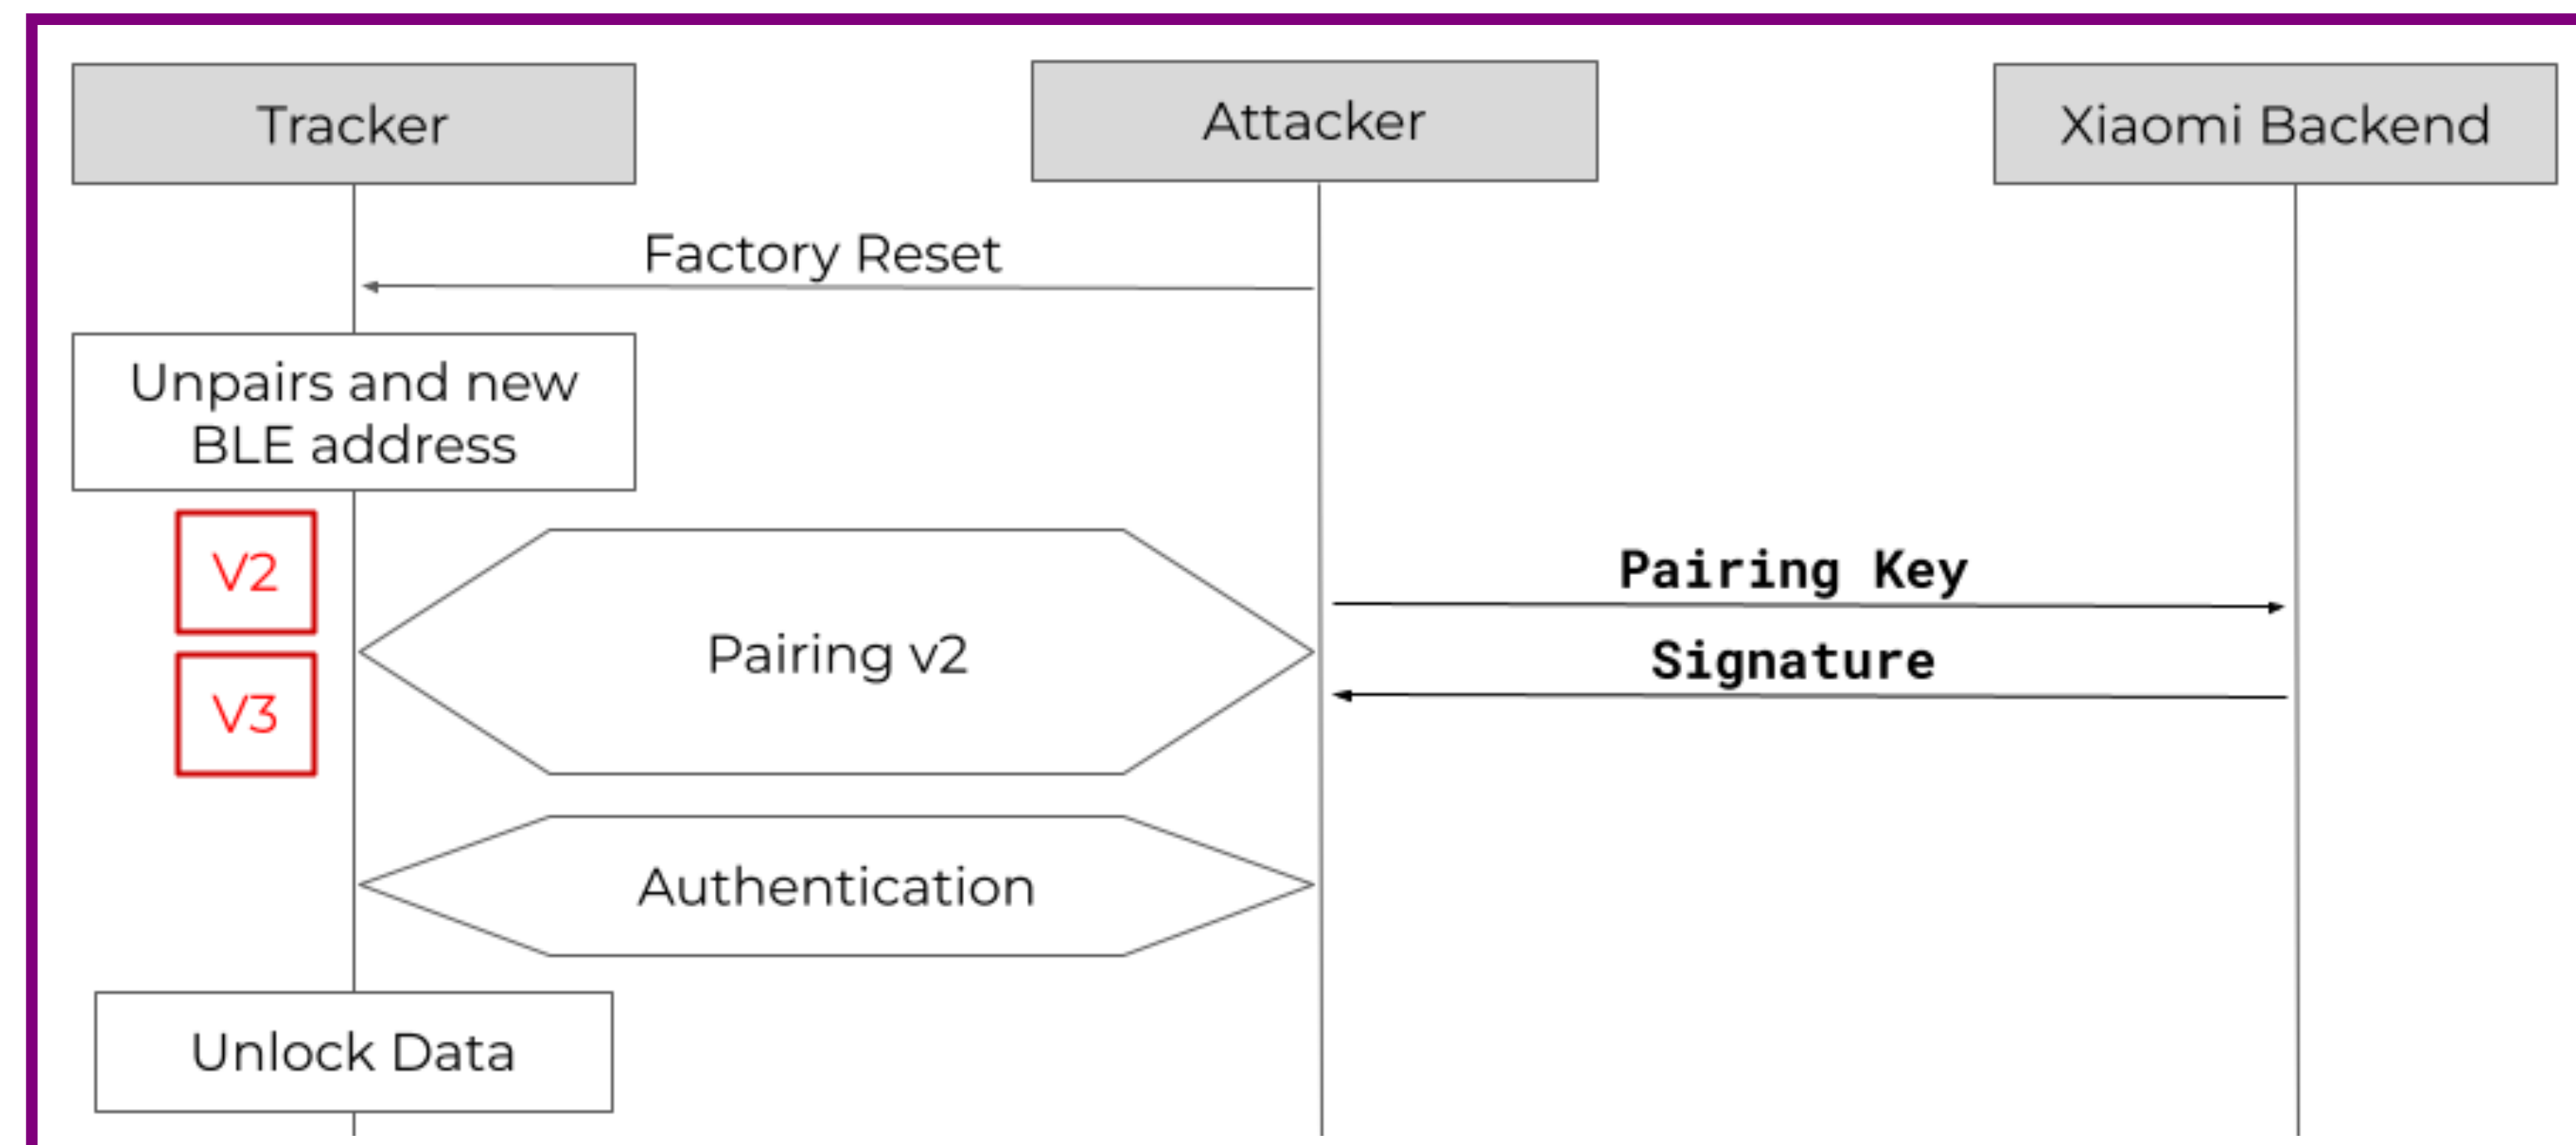 Tracker
Attacker
Xiaomi Backend
Factory Reset
Unpairs and new
BLE address
V2
Pairing Key
Pairing v2
Signature
V3
Authentication
Unlock Data